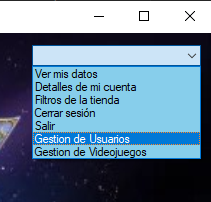 Ver mis datos
Detalles de mi cuenta
Filtros de la tienda
Cerrar sesión
Salir
Gestion de Usuarios
Gestion de Videojuegos